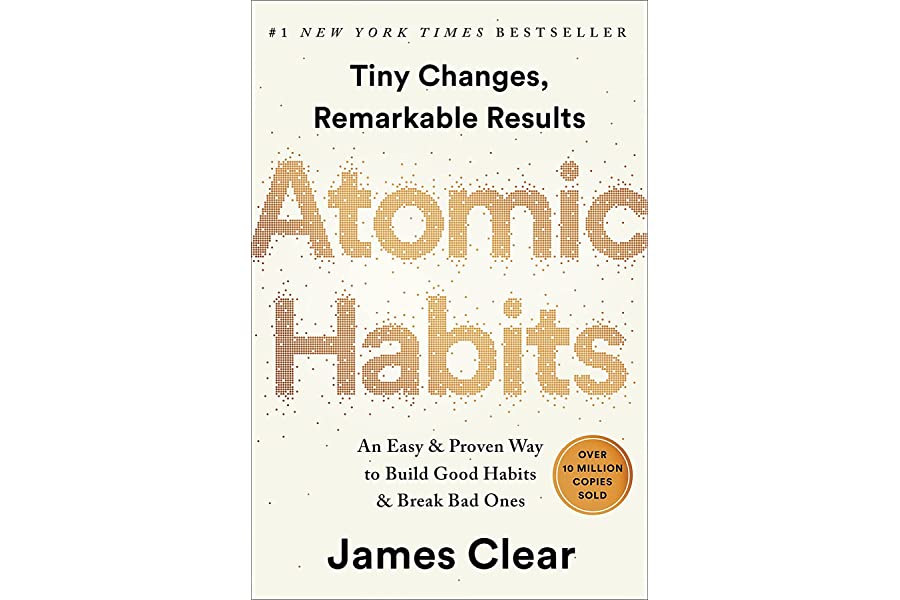 #1 NEW YORK TIMES BESTSELLER
Tiny Changes,
Remarkable Results
Atomic
Habits
An Easy & Proven Way
to Build Good Habits
& Break Bad Ones
OVER
10 MILLION
COPIES
SOLD
James Clear